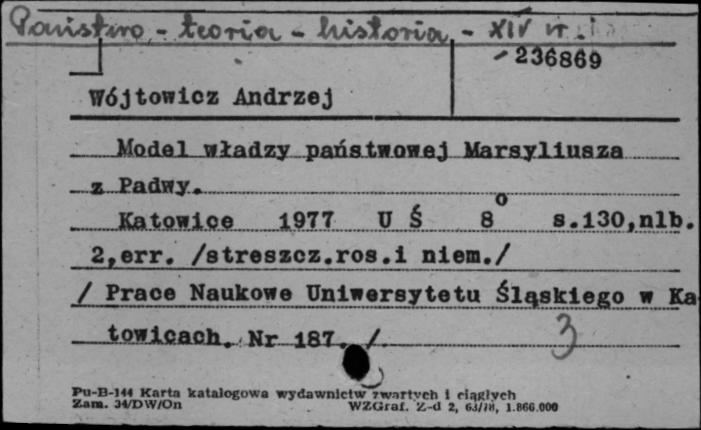 Państwo - teoria - historia - XIV w.
236869
Wójtowicz Andrzej
Model władzy państwowej Marsyliusza
z Padwy.
Katowice 1977 U Ś 8° s.130,nlb.
2,err. /streszcz.ros.i niem./
/ Prace Naukowe Uniwersytetu Śląskiego w Ka
towicach. Nr 187. /.
3
Pu-B-144 Karta katalogowa wydawnictw zwartych i ciągłych
Zam. 34/DW/On WZGraf. Z-d 2, 63/78, 1.866.000